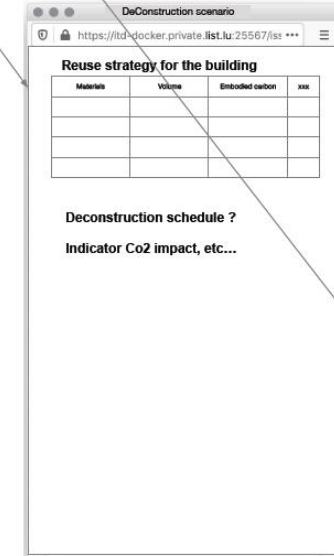 DeConstruction scenario
https://itd-docker.private.list.lu:25567/iss •••
Reuse strategy for the building
Materials Volume Embodied carbon xxx
Deconstruction schedule ?
Indicator Co2 impact, etc...